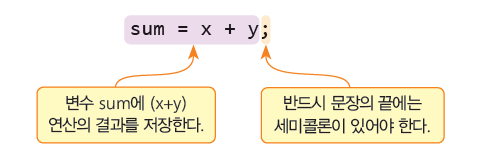 sum = x + y;
변수 sum에 (x+y)
연산의 결과를 저장한다.
반드시 문장의 끝에는
세미콜론이 있어야 한다.